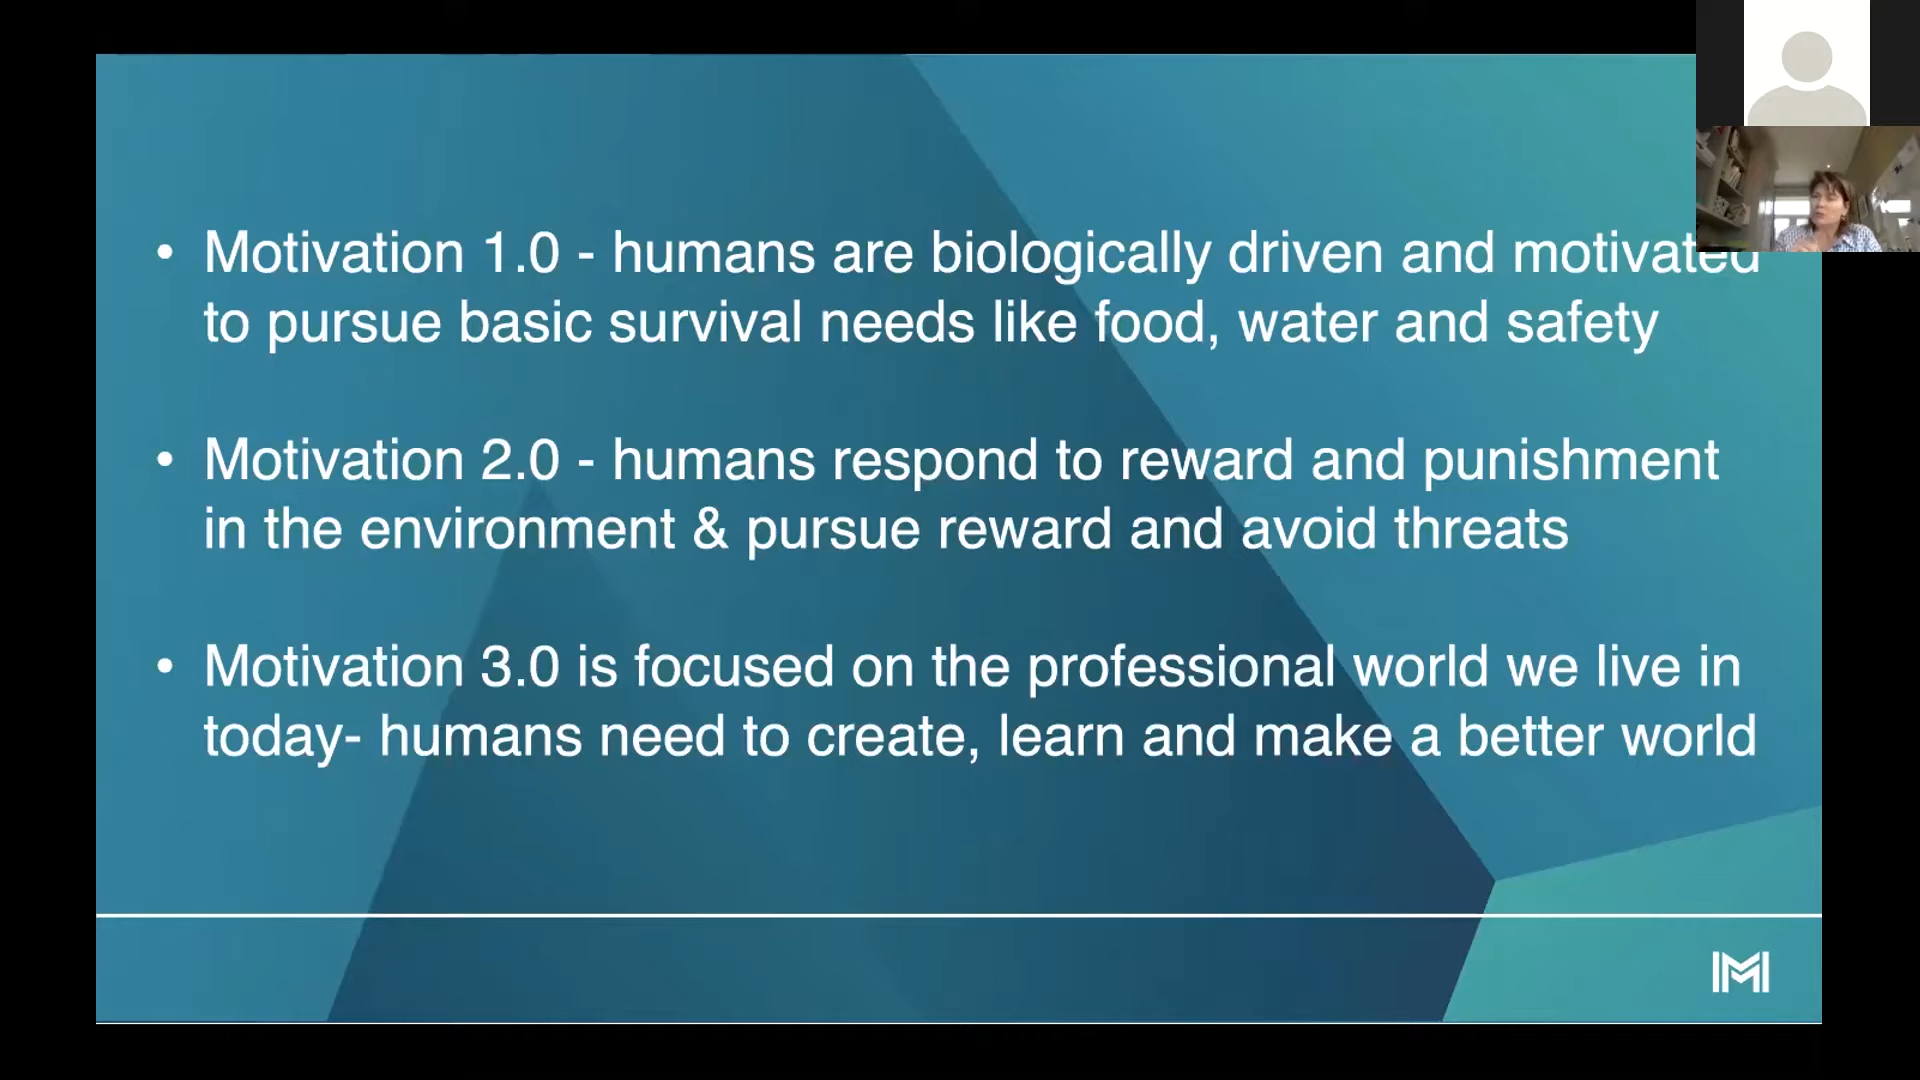 • Motivation 1.0 - humans are biologically driven and motivated
to pursue basic survival needs like food, water and safety
• Motivation 2.0 - humans respond to reward and punishment
in the environment & pursue reward and avoid threats
• Motivation 3.0 is focused on the professional world we live in
today- humans need to create, learn and make a better world